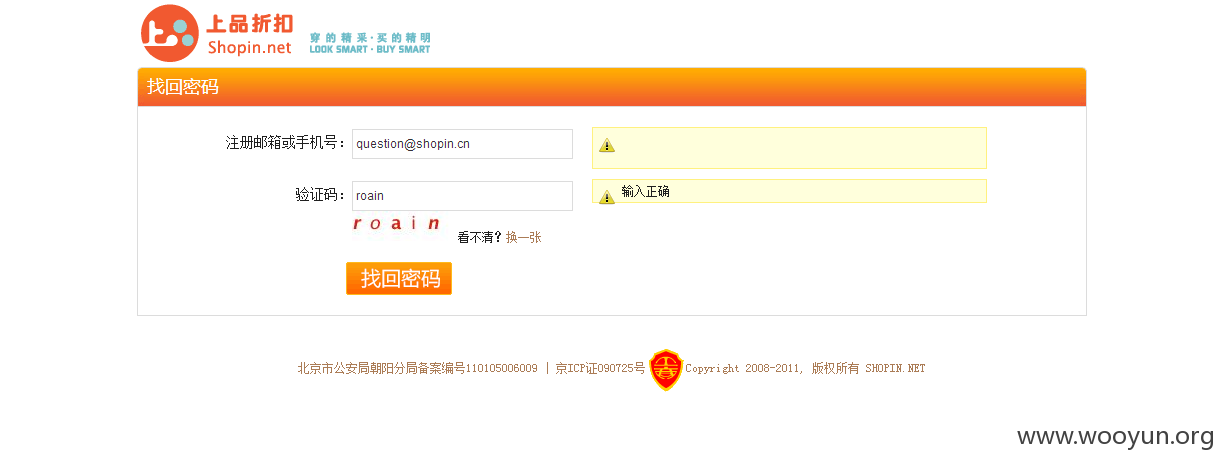 上品折扣
Shopin.net
穿的精采·买的精明
LOOK SMART · BUY SMART
找回密码
注册邮箱或手机号： question@shopin.cn
验证码： roain 输入正确
roain
看不清？换一张
找回密码
北京市公安局朝阳分局备案编号110105006009 | 京ICP证090725号 Copyright 2008-2011, 版权所有 SHOPIN.NET
www.wooyun.org